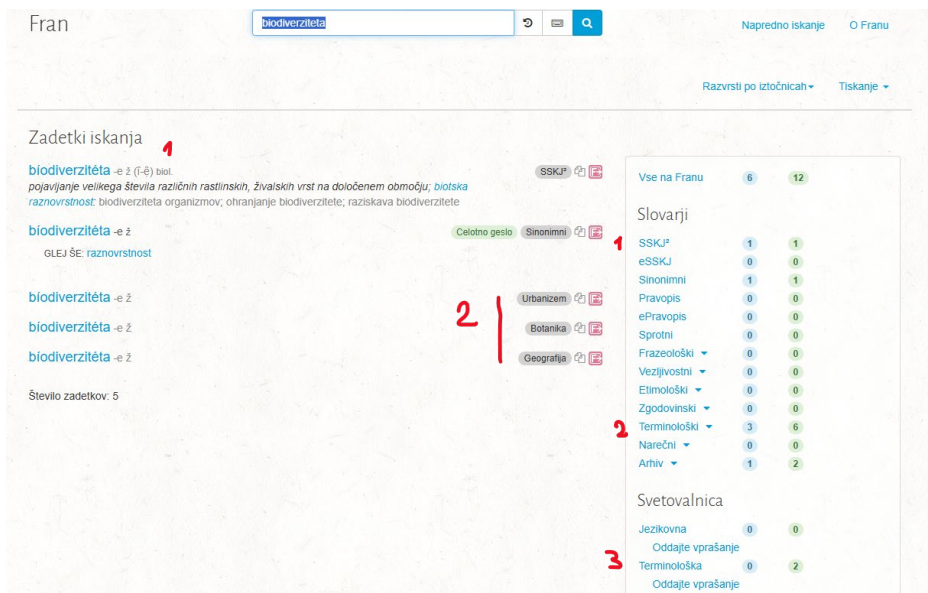 Fran
biodiverziteta
Napredno iskanje O Franu
Razvrsti po iztočnicah Tiskanje
Zadetki iskanja
1
bíodiverzitéta -e ž (ȋ-ẹ̑) biol. SSKJ²
pojavljanje velikega števila različnih rastlinskih, živalskih vrst na določenem območju; biotska
raznovrstnost: biodiverziteta organizmov; ohranjanje biodiverzitete; raziskava biodiverzitete
bíodiverzitéta -e ž Celotno geslo Sinonimni
GLEJ ŠE: raznovrstnost
bíodiverzitéta -e ž Urbanizem
2
bíodiverzitéta -e ž Botanika
bíodiverzitéta -e ž Geografija
Število zadetkov: 5
Vse na Franu 6 12
Slovarji
1 SSKJ² 1 1
eSSKJ 0 0
Sinonimni 1 1
Pravopis 0 0
ePravopis 0 0
Sprotni 0 0
Frazeološki 0 0
Vezljivostni 0 0
Etimološki 0 0
Zgodovinski 0 0
2 Terminološki 3 6
Narečni 0 0
Arhiv 1 2
Svetovalnica
Jezikovna 0 0
Oddajte vprašanje
3 Terminološka 0 2
Oddajte vprašanje